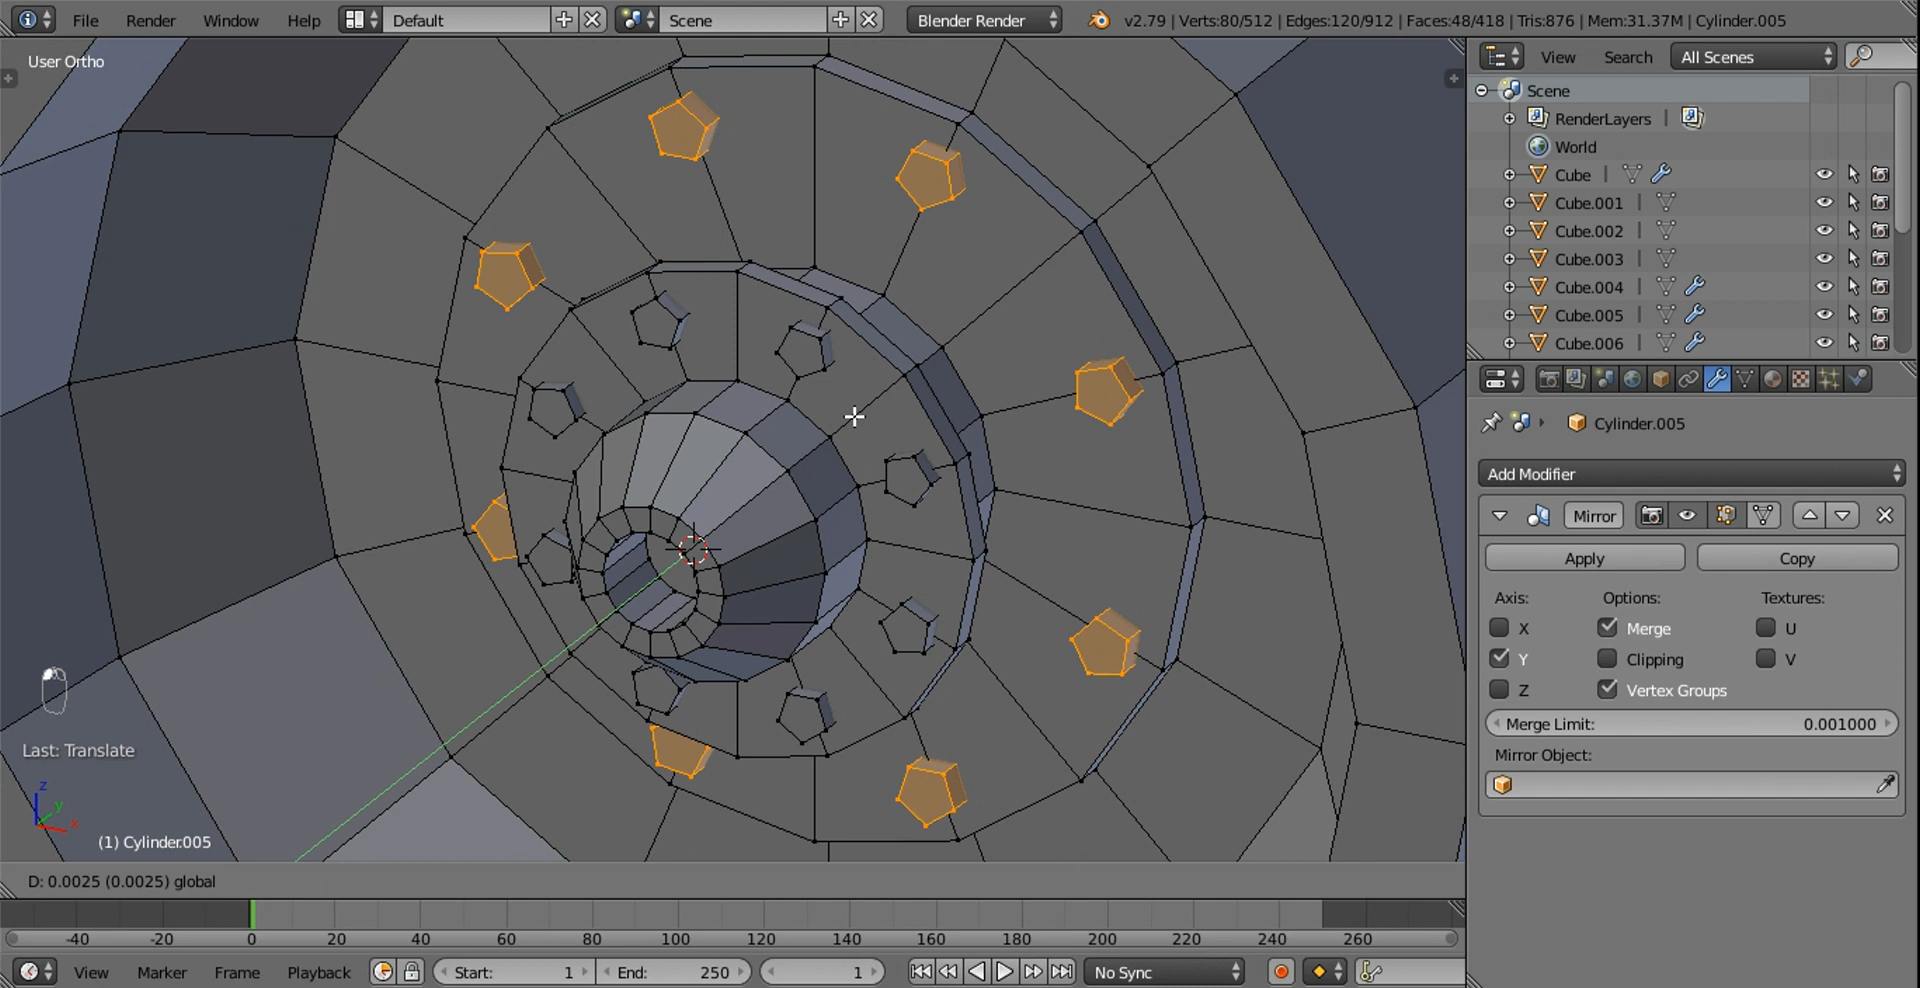 File Render Window Help Default Scene Blender Render v2.79 | Verts:80/512 | Edges:120/912 | Faces:48/418 | Tris:876 | Mem:31.37M | Cylinder.005
User Ortho
View Search All Scenes
Scene
RenderLayers |
World
Cube |
Cube.001 |
Cube.002 |
Cube.003 |
Cube.004 |
Cube.005 |
Cube.006 |
Cylinder.005
Add Modifier
Mirror
Apply Copy
Axis: Options: Textures:
X Merge U
Y Clipping V
Z Vertex Groups
Merge Limit: 0.001000
Mirror Object:
Last: Translate
z
y
x
(1) Cylinder.005
D: 0.0025 (0.0025) global
-40 -20 0 20 40 60 80 100 120 140 160 180 200 220 240 260
View Marker Frame Playback Start: 1 End: 250 1 No Sync